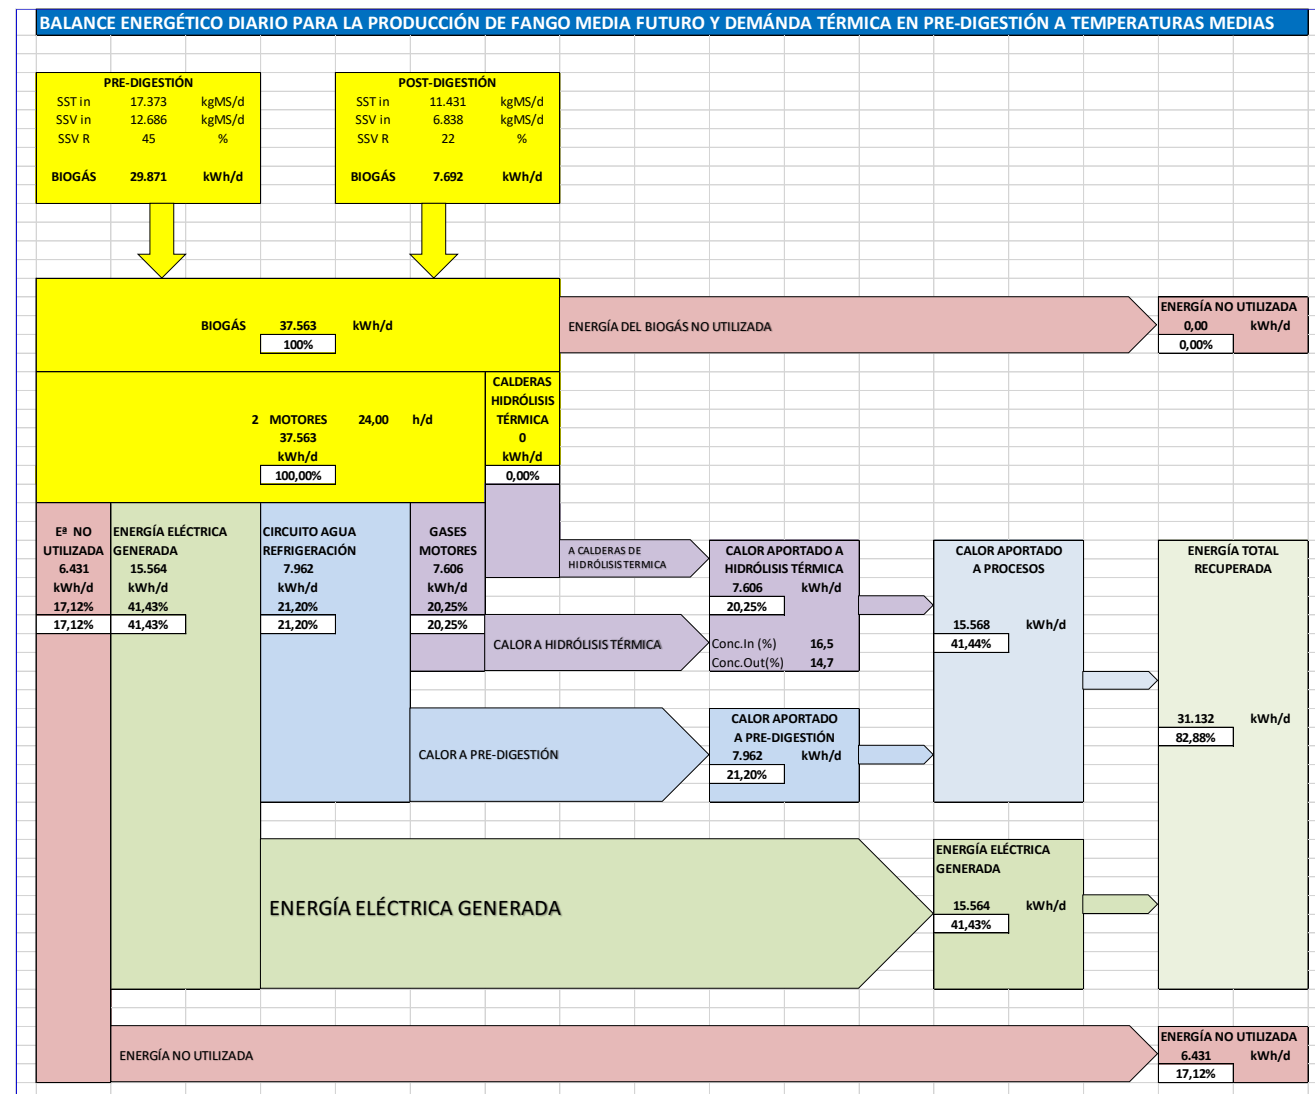 BALANCE ENERGÉTICO DIARIO PARA LA PRODUCCIÓN DE FANGO MEDIA FUTURO Y DEMÁNDA TÉRMICA EN PRE-DIGESTIÓN A TEMPERATURAS MEDIAS
PRE-DIGESTIÓN
SST in 17.373 kgMS/d
SSV in 12.686 kgMS/d
SSV R 45 %
BIOGÁS 29.871 kWh/d
POST-DIGESTIÓN
SST in 11.431 kgMS/d
SSV in 6.838 kgMS/d
SSV R 22 %
BIOGÁS 7.692 kWh/d
BIOGÁS 37.563 kWh/d
100%
ENERGÍA DEL BIOGÁS NO UTILIZADA
ENERGÍA NO UTILIZADA
0,00 kWh/d
0,00%
2 MOTORES 24,00 h/d
37.563
kWh/d
100,00%
CALDERAS
HIDRÓLISIS
TÉRMICA
0
kWh/d
0,00%
Eª NO
UTILIZADA
6.431
kWh/d
17,12%
17,12%
ENERGÍA ELÉCTRICA
GENERADA
15.564
kWh/d
41,43%
41,43%
CIRCUITO AGUA
REFRIGERACIÓN
7.962
kWh/d
21,20%
21,20%
GASES
MOTORES
7.606
kWh/d
20,25%
20,25%
A CALDERAS DE
HIDRÓLISIS TERMICA
CALOR A HIDRÓLISIS TÉRMICA
CALOR APORTADO A
HIDRÓLISIS TÉRMICA
7.606 kWh/d
20,25%
Conc.In (%) 16,5
Conc.Out(%) 14,7
CALOR APORTADO
A PROCESOS
15.568 kWh/d
41,44%
ENERGÍA TOTAL
RECUPERADA
31.132 kWh/d
82,88%
CALOR A PRE-DIGESTIÓN
CALOR APORTADO
A PRE-DIGESTIÓN
7.962 kWh/d
21,20%
ENERGÍA ELÉCTRICA GENERADA
ENERGÍA ELÉCTRICA
GENERADA
15.564 kWh/d
41,43%
ENERGÍA NO UTILIZADA
ENERGÍA NO UTILIZADA
6.431 kWh/d
17,12%